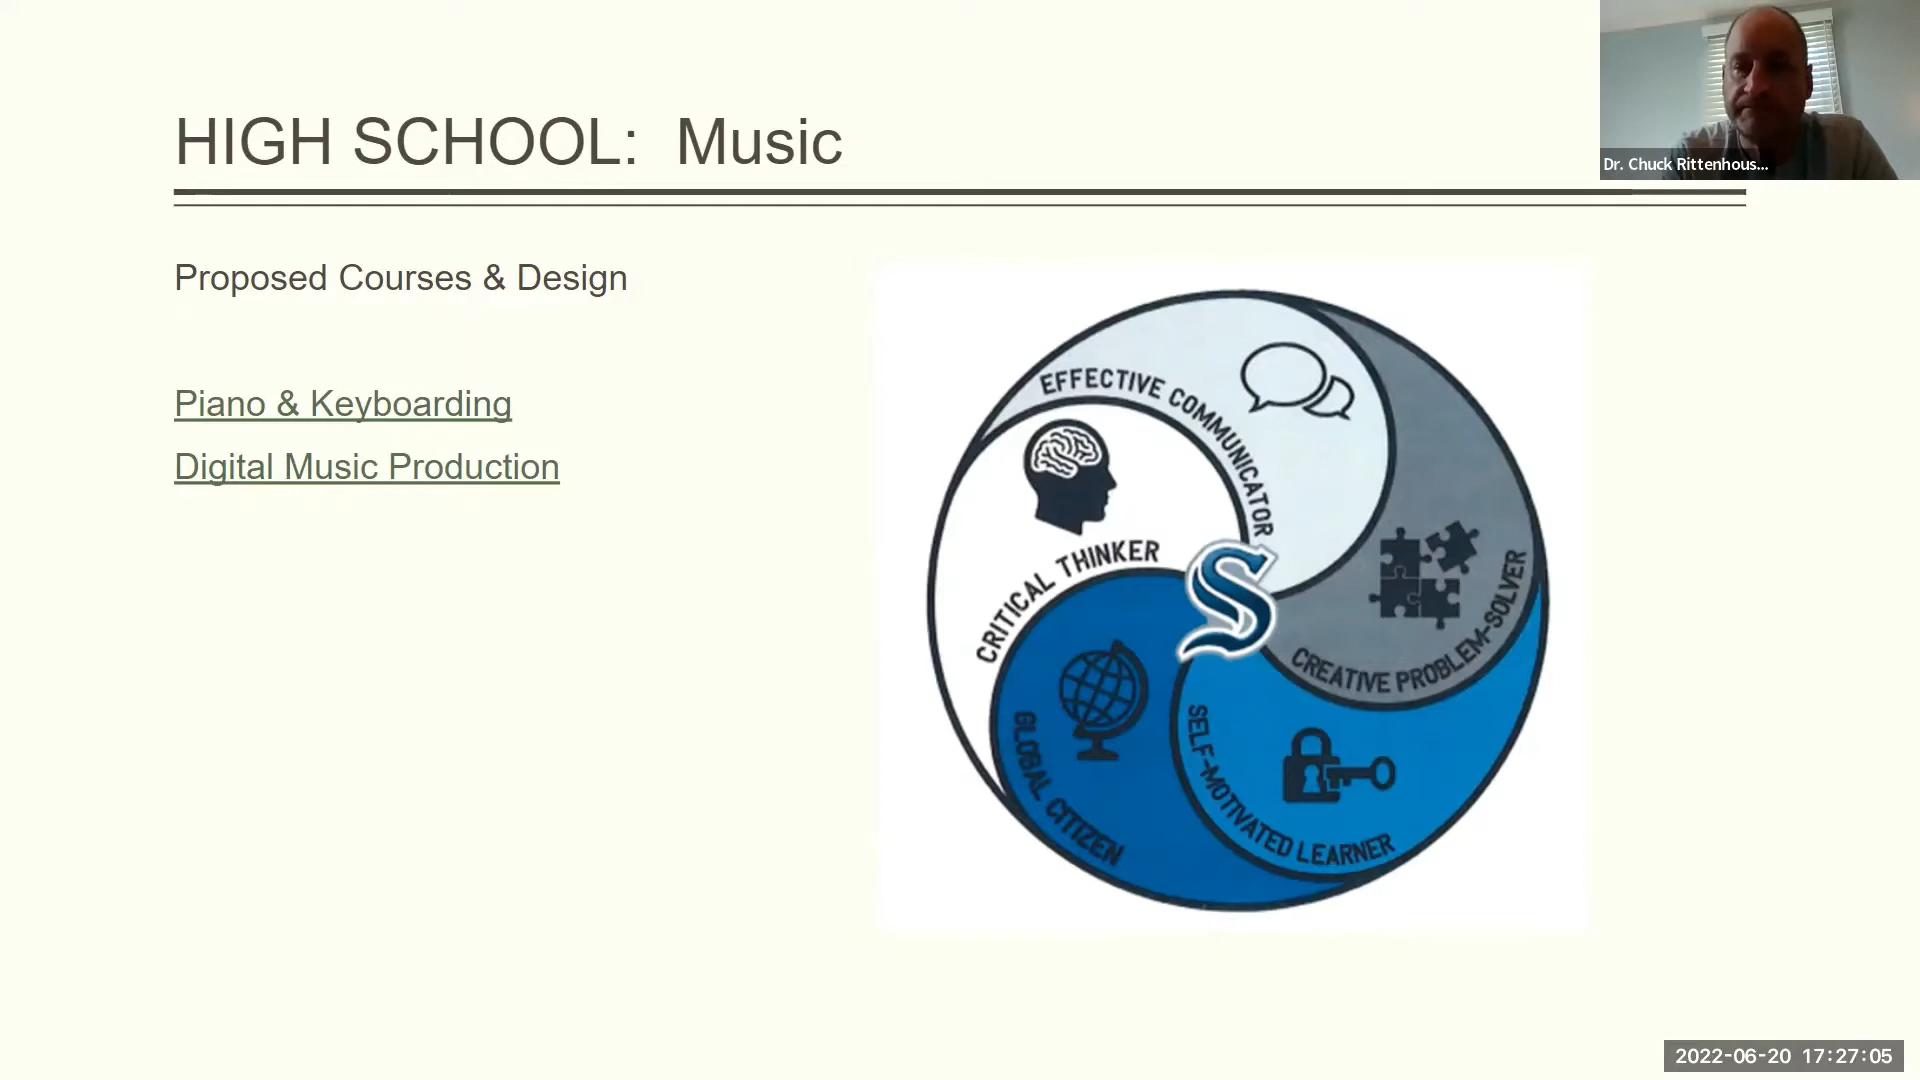 HIGH SCHOOL: Music
Dr. Chuck Rittenhous...
Proposed Courses & Design
Piano & Keyboarding
Digital Music Production
EFFECTIVE COMMUNICATOR
CRITICAL THINKER
S
CREATIVE PROBLEM-SOLVER
GLOBAL CITIZEN
SELF-MOTIVATED LEARNER
2022-06-20 17:27:05